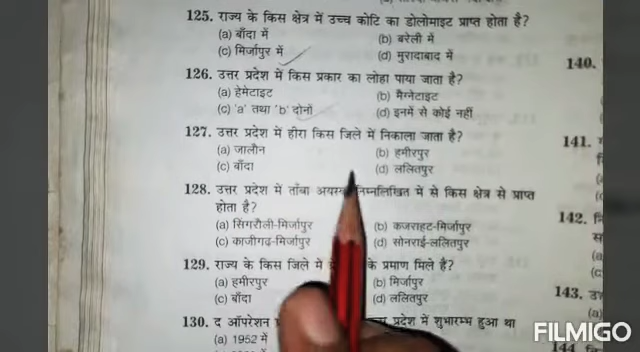 125. राज्य के किस क्षेत्र में उच्च कोटि का डोलोमाइट प्राप्त होता है?
(a) बाँदा में (b) बरेली में
(c) मिर्जापुर में (d) मुरादाबाद में
126. उत्तर प्रदेश में किस प्रकार का लोहा पाया जाता है?
(a) हेमेटाइट (b) मैग्नेटाइट
(c) 'a' तथा 'b' दोनों (d) इनमें से कोई नहीं
127. उत्तर प्रदेश में हीरा किस जिले में निकाला जाता है?
(a) जालौन (b) हमीरपुर
(c) बाँदा (d) ललितपुर
128. उत्तर प्रदेश में ताँबा निम्नलिखित में से किस क्षेत्र से प्राप्त
होता है?
(a) सिंगरौली-मिर्जापुर (b) कजराहट-मिर्जापुर
(c) काजीगढ-मिर्जापुर (d) सोनराई-ललितपुर
129. राज्य के किस जिले में के प्रमाण मिले है?
(a) हमीरपुर (b) मिर्जापुर
(c) बाँदा (d) ललितपुर
130. द ऑपरेशन प्रदेश में शुभारम्भ हुआ था
(a) 1952 में
140.
141.
142.
143.
144.
FILMIGO